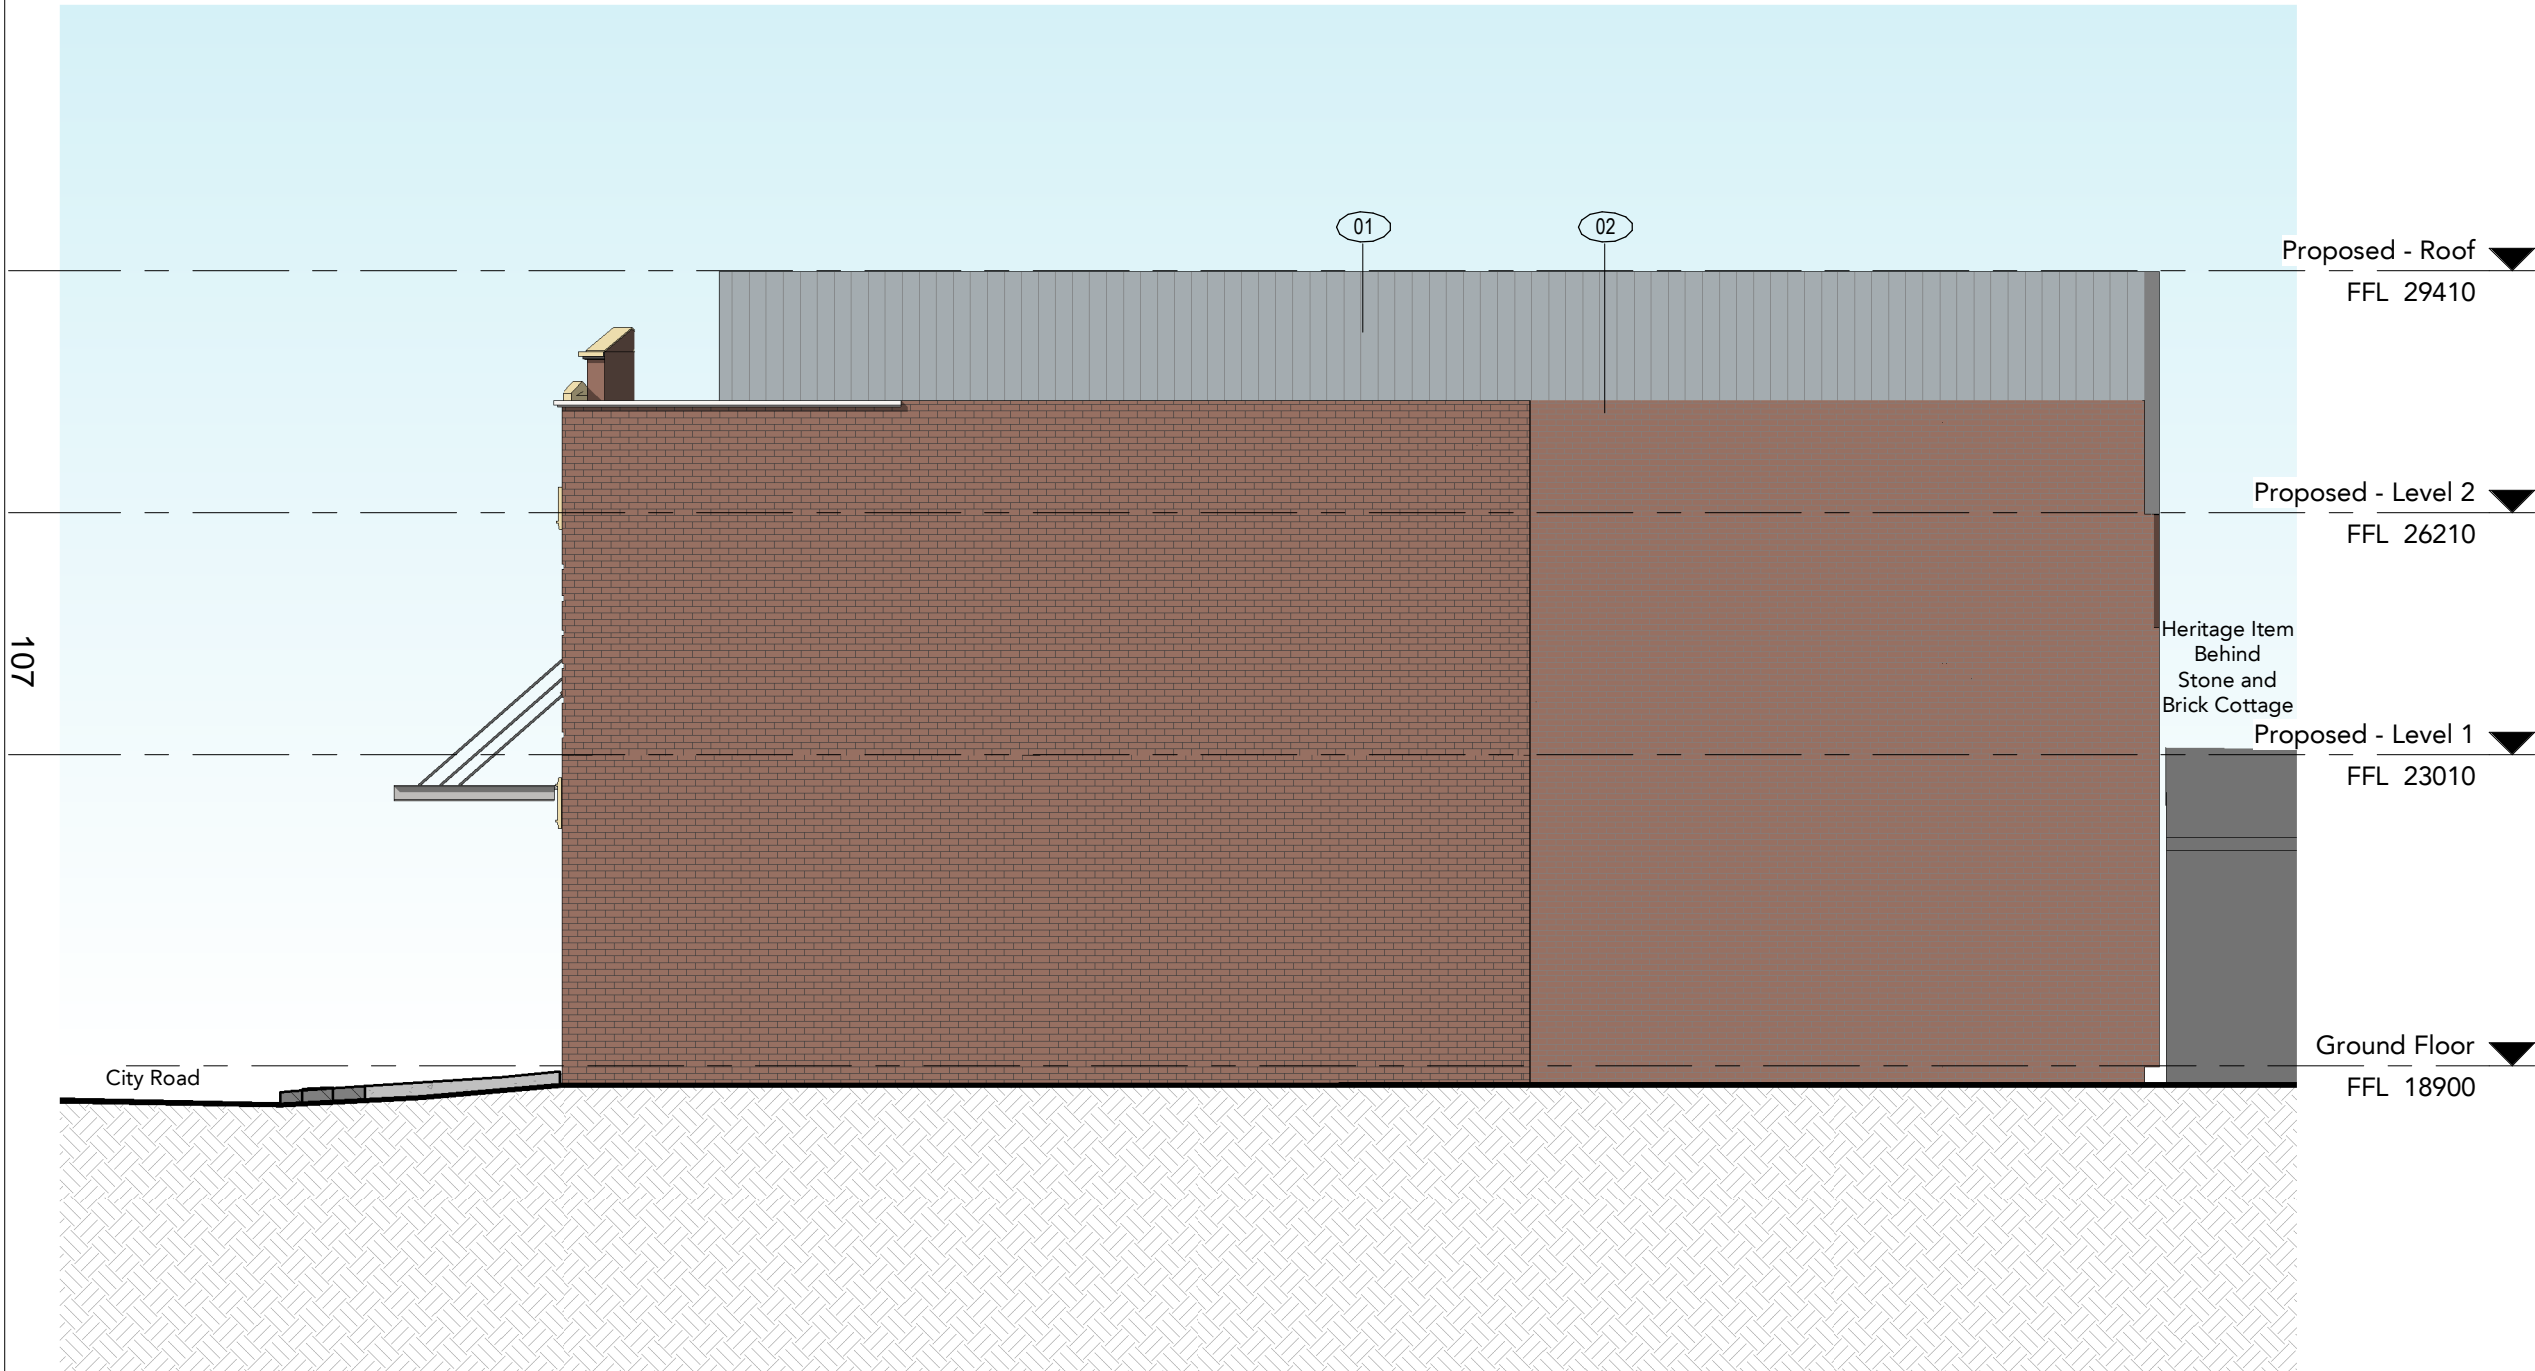 01
02
Proposed - Roof
FFL 29410
Proposed - Level 2
FFL 26210
107
Heritage Item
Behind
Stone and
Brick Cottage
Proposed - Level 1
FFL 23010
Ground Floor
FFL 18900
City Road